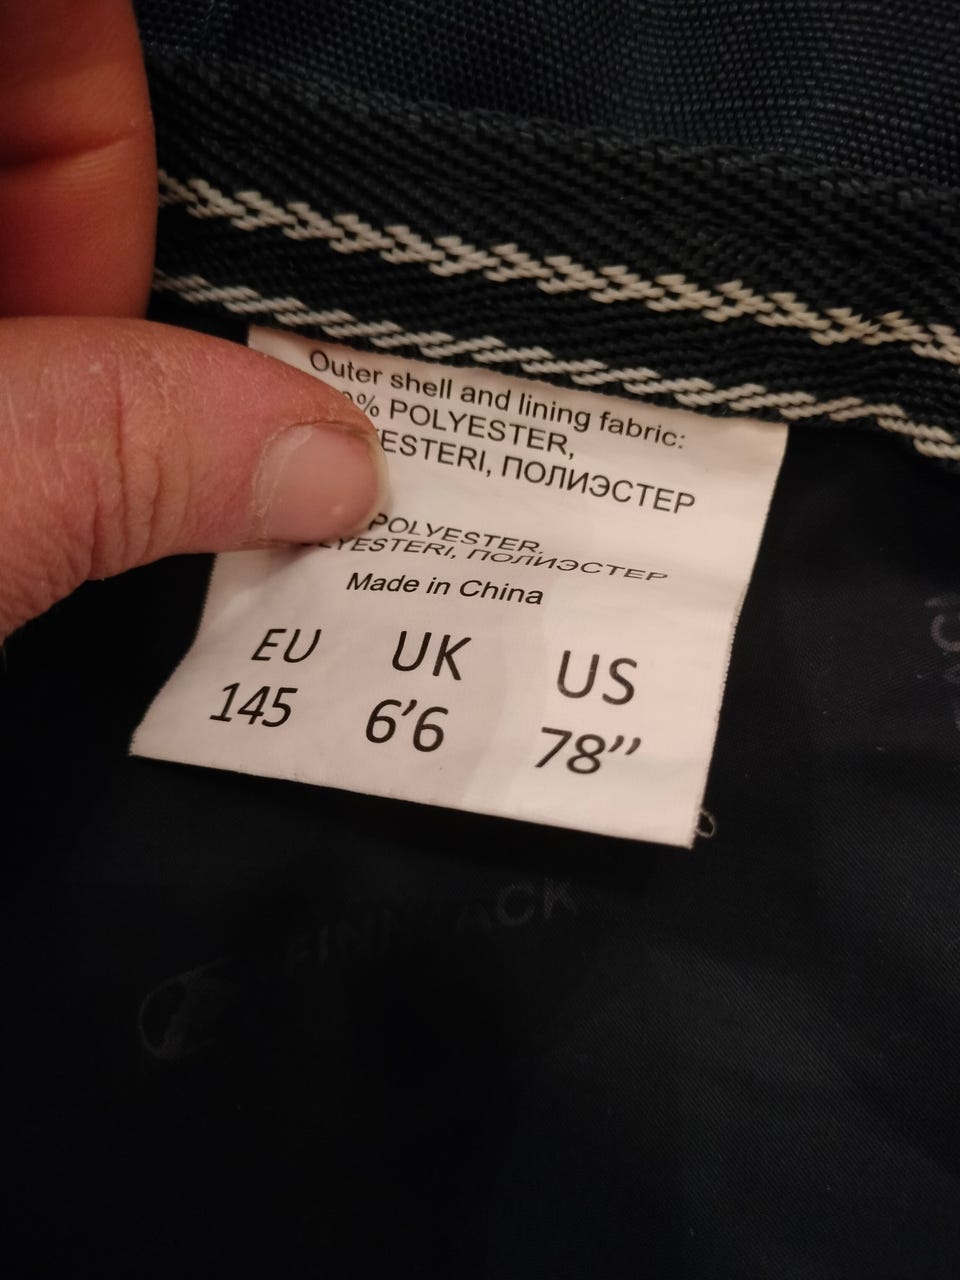 Outer shell and lining fabric:
% POLYESTER,
ESTERI, ПОЛИЭСТЕР
POLYESTER,
YESTERI, ПОЛИЭСТЕР
Made in China
EU UK US
145 6'6 78"